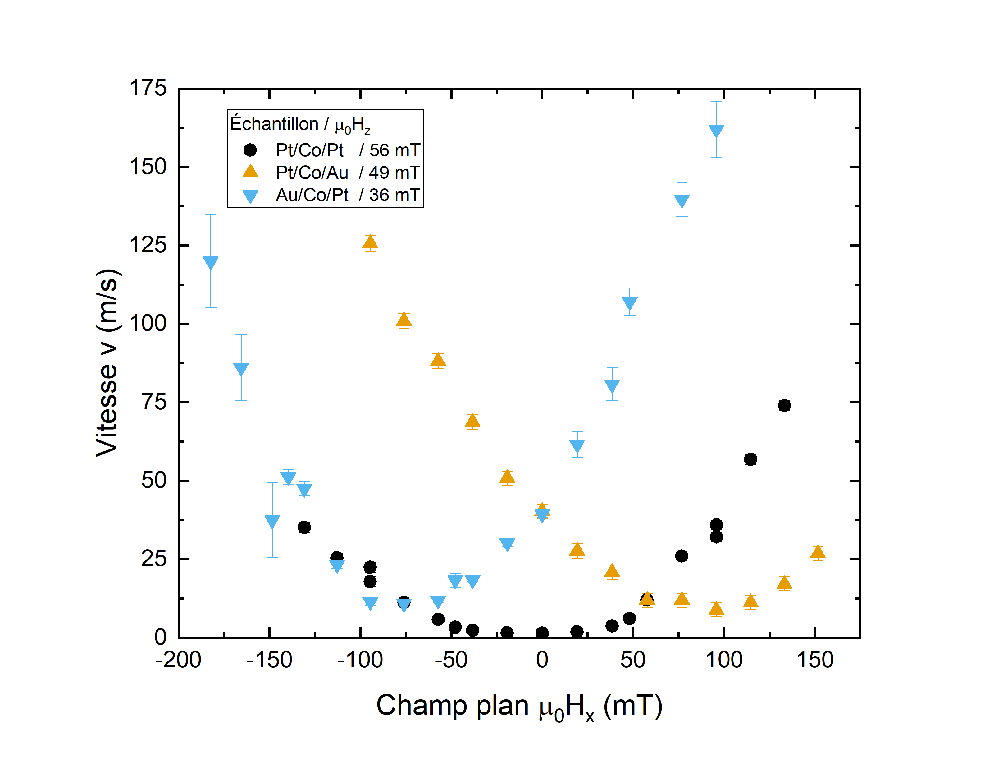 175
150
125
100
75
50
25
0
Vitesse v (m/s)
Échantillon / μ₀H_z
Pt/Co/Pt / 56 mT
Pt/Co/Au / 49 mT
Au/Co/Pt / 36 mT
-200 -150 -100 -50 0 50 100 150
Champ plan μ₀Hₓ (mT)